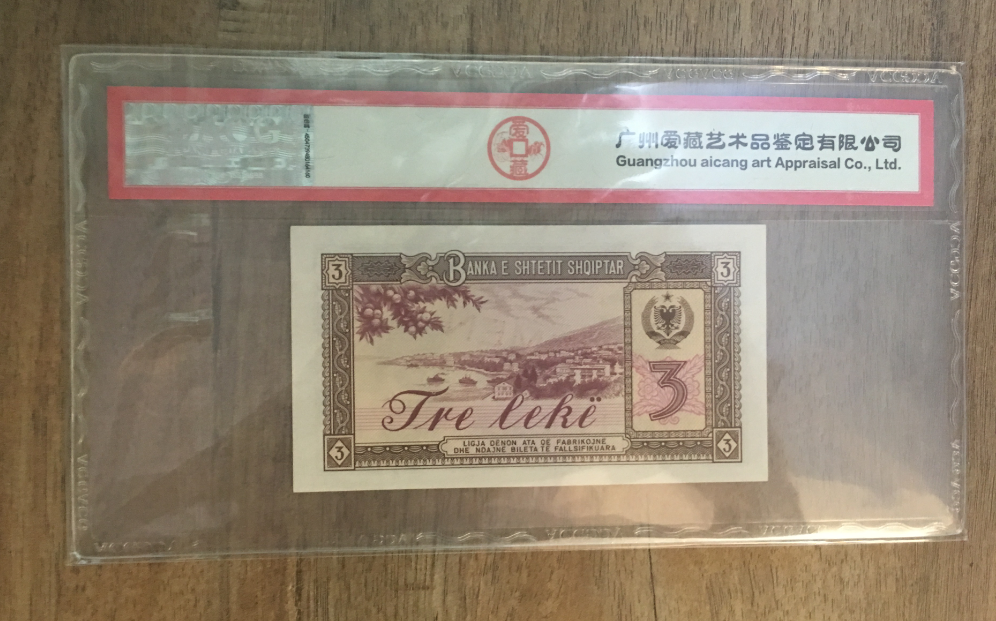 爱
藏
广州爱藏艺术品鉴定有限公司
Guangzhou aicang art Appraisal Co., Ltd.
3
BANKA E SHTETIT SHQIPTAR
3
3
Tre lekë
LIGJA DËNON ATA QË FABRIKOJNË
DHE NDAJNË BILETA TË FALLSIFIKUARA
3
3